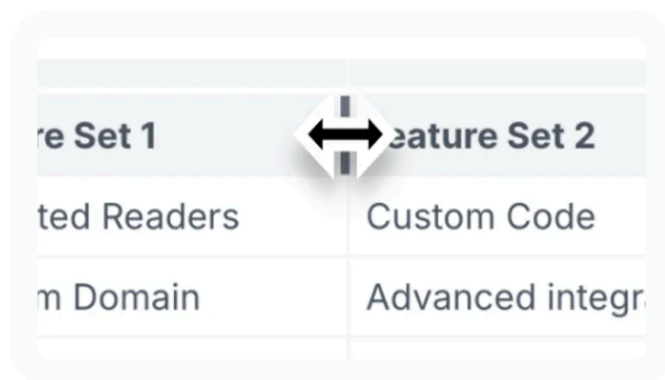 re Set 1 eature Set 2
ted Readers Custom Code
m Domain Advanced integr